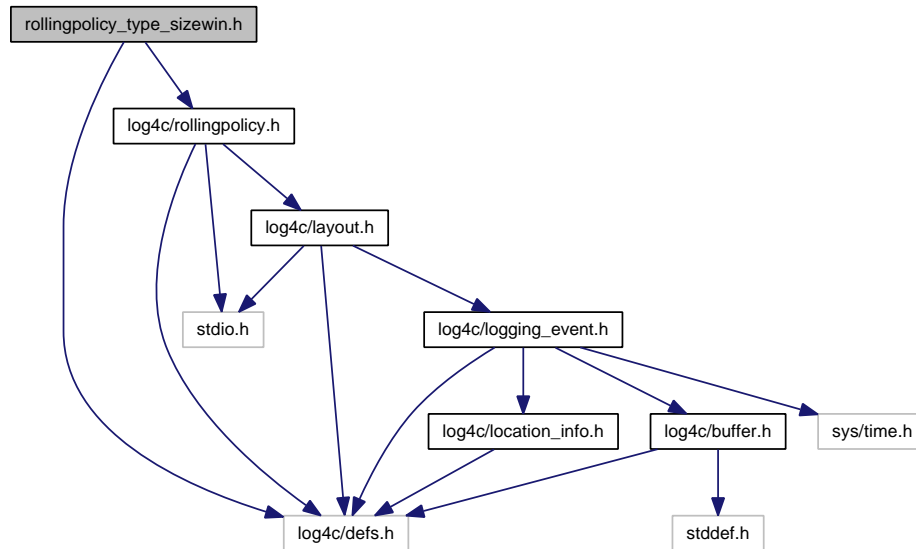 rollingpolicy_type_sizewin.h
log4c/rollingpolicy.h
log4c/layout.h
stdio.h
log4c/logging_event.h
log4c/location_info.h
log4c/buffer.h
sys/time.h
log4c/defs.h
stddef.h